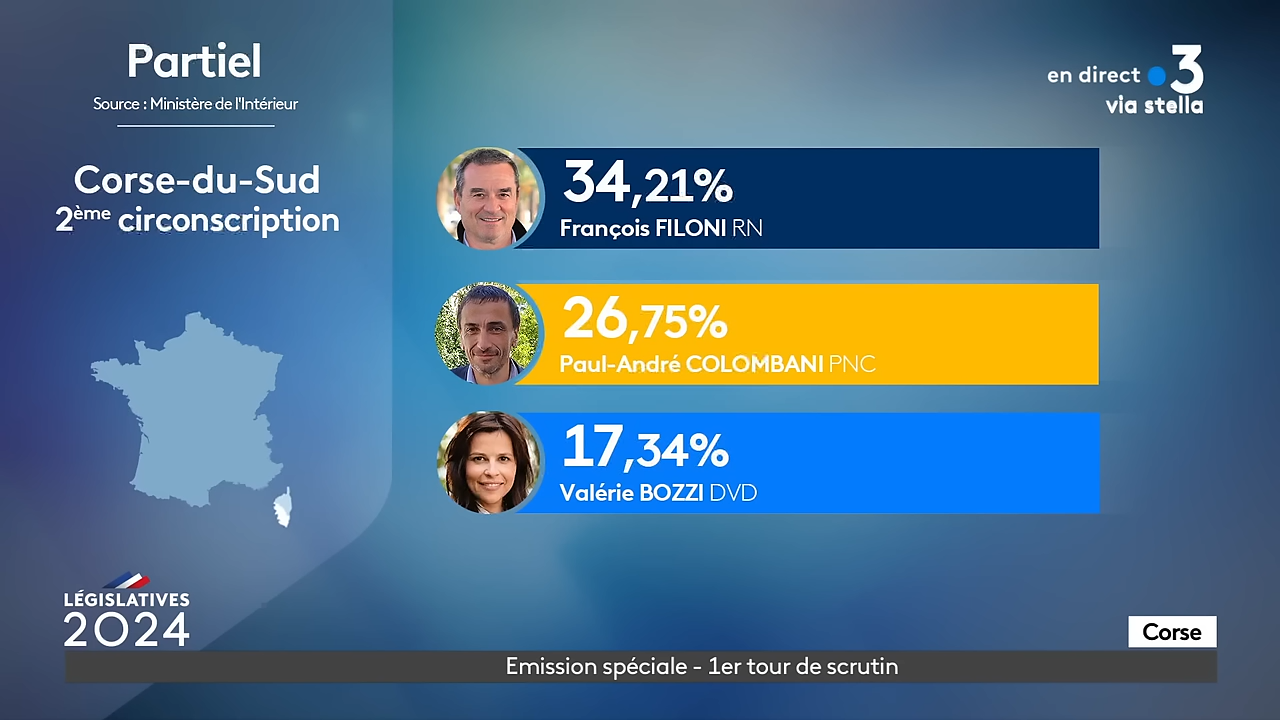 Partiel
Source : Ministère de l'Intérieur
Corse-du-Sud
2ème circonscription
en direct 3
via stella
34,21%
François FILONI RN
26,75%
Paul-André COLOMBANI PNC
17,34%
Valérie BOZZI DVD
LÉGISLATIVES
2024
Corse
Emission spéciale - 1er tour de scrutin